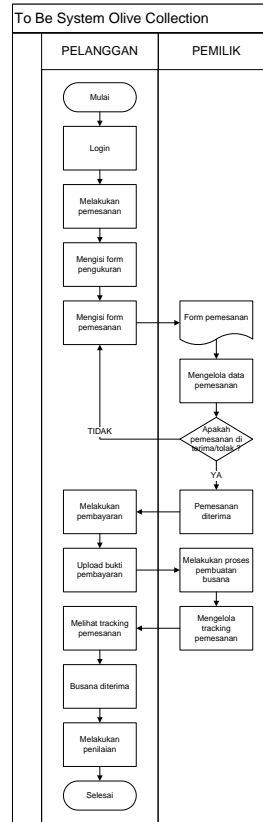 To Be System Olive Collection
PELANGGAN
PEMILIK
Mulai
Login
Melakukan
pemesanan
Mengisi form
pengukuran
Mengisi form
pemesanan
Form pemesanan
Mengelola data
pemesanan
Apakah
pemesanan di
terima/tolak ?
TIDAK
YA
Melakukan
pembayaran
Pemesanan
diterima
Upload bukti
pembayaran
Melakukan proses
pembuatan
busana
Melihat tracking
pemesanan
Mengelola
tracking
pemesanan
Busana diterima
Melakukan
penilaian
Selesai